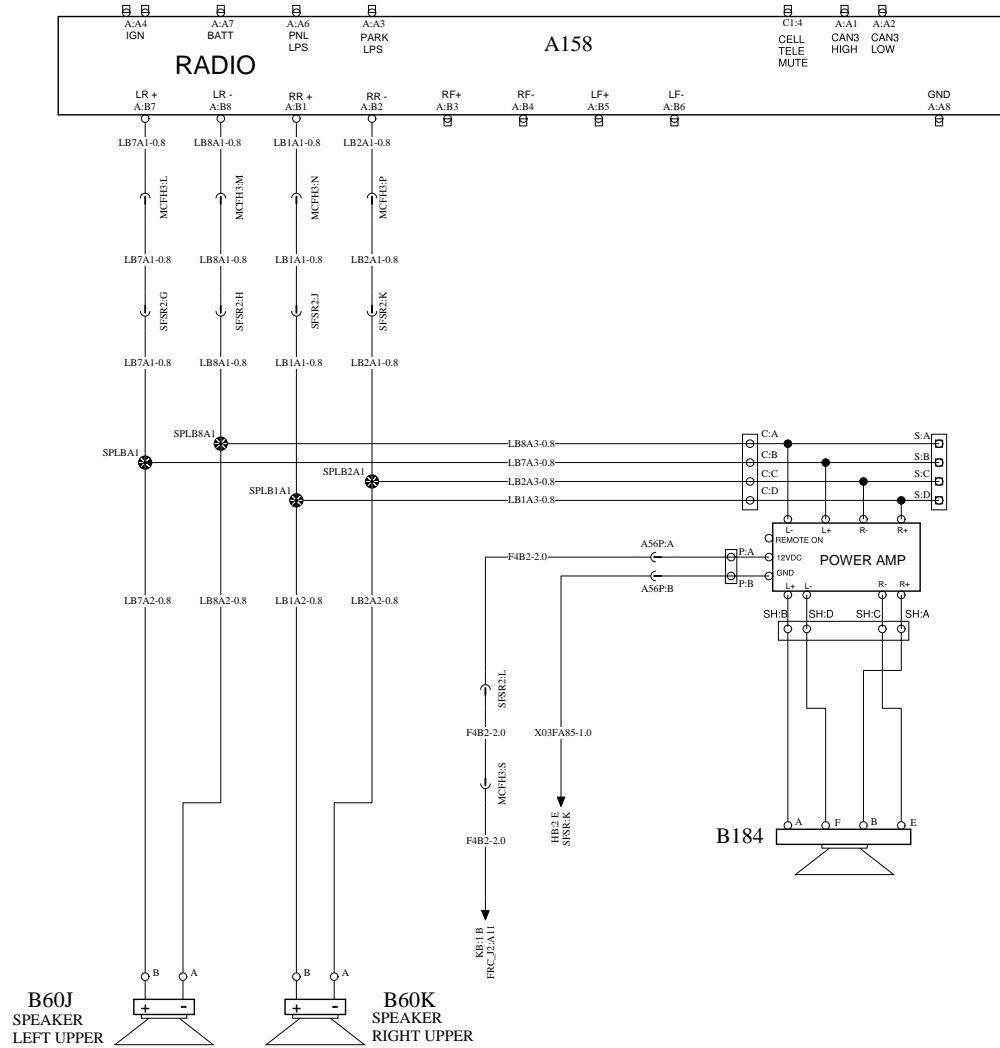 A:A4
IGN
A:A7
BATT
A:A6
PNL
LPS
A:A3
PARK
LPS
C1:4
CELL
TELE
MUTE
A:A1
CAN3
HIGH
A:A2
CAN3
LOW
A158
RADIO
LR +
A:B7
LR -
A:B8
RR +
A:B1
RR -
A:B2
RF+
A:B3
RF-
A:B4
LF+
A:B5
LF-
A:B6
GND
A:A8
LB7A1-0.8
LB8A1-0.8
LB1A1-0.8
LB2A1-0.8
MCFH3:L
MCFH3:M
MCFH3:N
MCFH3:P
LB7A1-0.8
LB8A1-0.8
LB1A1-0.8
LB2A1-0.8
SFSR2:G
SFSR2:H
SFSR2:J
SFSR2:K
LB7A1-0.8
LB8A1-0.8
LB1A1-0.8
LB2A1-0.8
SPLB8A1
SPLBA1
SPLB2A1
SPLB1A1
LB8A3-0.8
LB7A3-0.8
LB2A3-0.8
LB1A3-0.8
C:A
C:B
C:C
C:D
S:A
S:B
S:C
S:D
L-
L+
R-
R+
REMOTE ON
12VDC
GND
POWER AMP
L+
L-
R-
R+
F4B2-2.0
A56P:A
A56P:B
P:A
P:B
SH:B
SH:D
SH:C
SH:A
LB7A2-0.8
LB8A2-0.8
LB1A2-0.8
LB2A2-0.8
SFSR2:L
F4B2-2.0
X03FA85-1.0
MCFH3:S
F4B2-2.0
HB:2 E
SFSR:K
KB:1 B
FRC_J2:A11
A
F
B
E
B184
B
A
B
A
+
-
+
-
B60J
SPEAKER
LEFT UPPER
B60K
SPEAKER
RIGHT UPPER